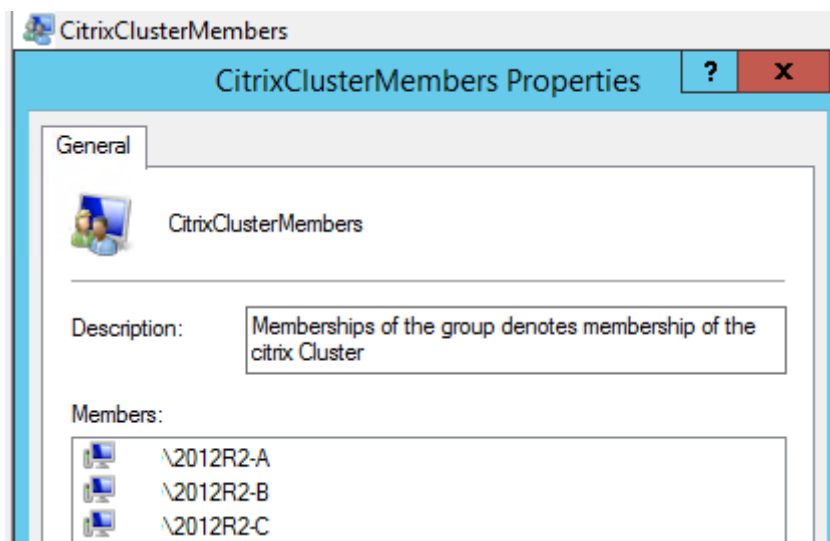 CitrixClusterMembers
CitrixClusterMembers Properties
?
x
General
CitrixClusterMembers
Description:
Memberships of the group denotes membership of the
citrix Cluster
Members:
\2012R2-A
\2012R2-B
\2012R2-C